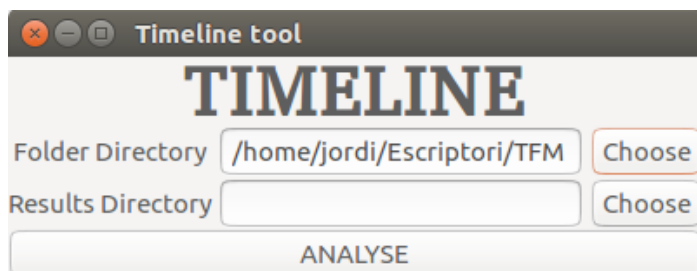 Timeline tool
TIMELINE
Folder Directory /home/jordi/Escriptori/TFM Choose
Results Directory Choose
ANALYSE